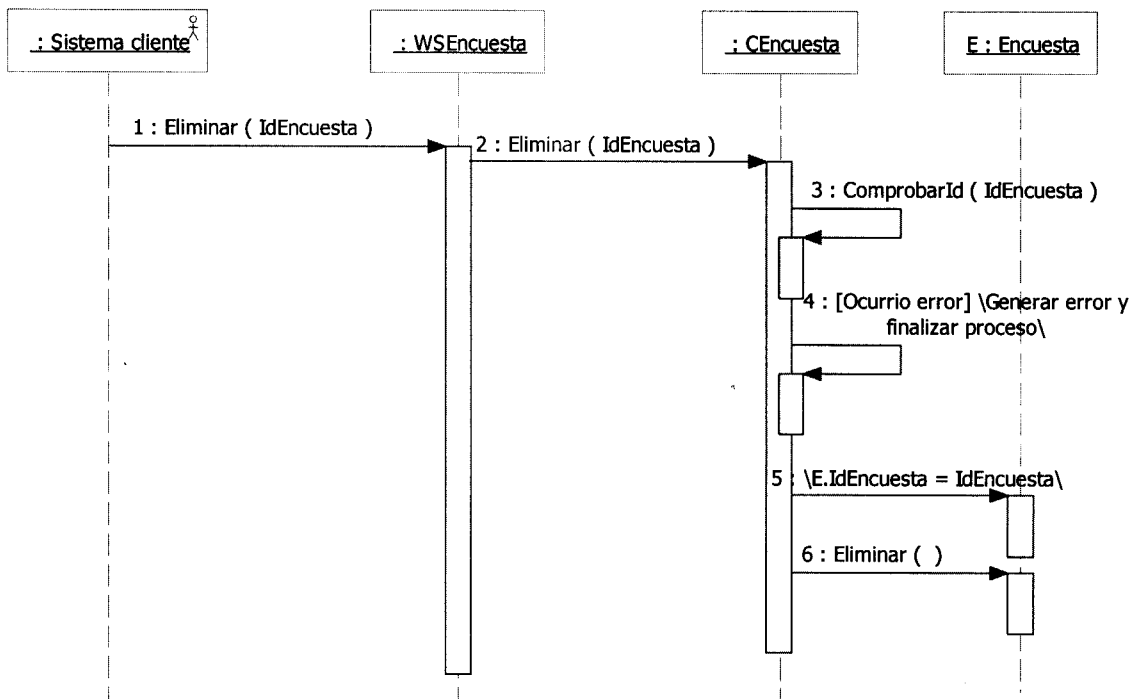 : Sistema cliente
: WSEncuesta
: CEncuesta
E : Encuesta
1 : Eliminar ( IdEncuesta )
2 : Eliminar ( IdEncuesta )
3 : ComprobarId ( IdEncuesta )
4 : [Ocurrio error] \Generar error y
finalizar proceso\
5 : \E.IdEncuesta = IdEncuesta\
6 : Eliminar ( )